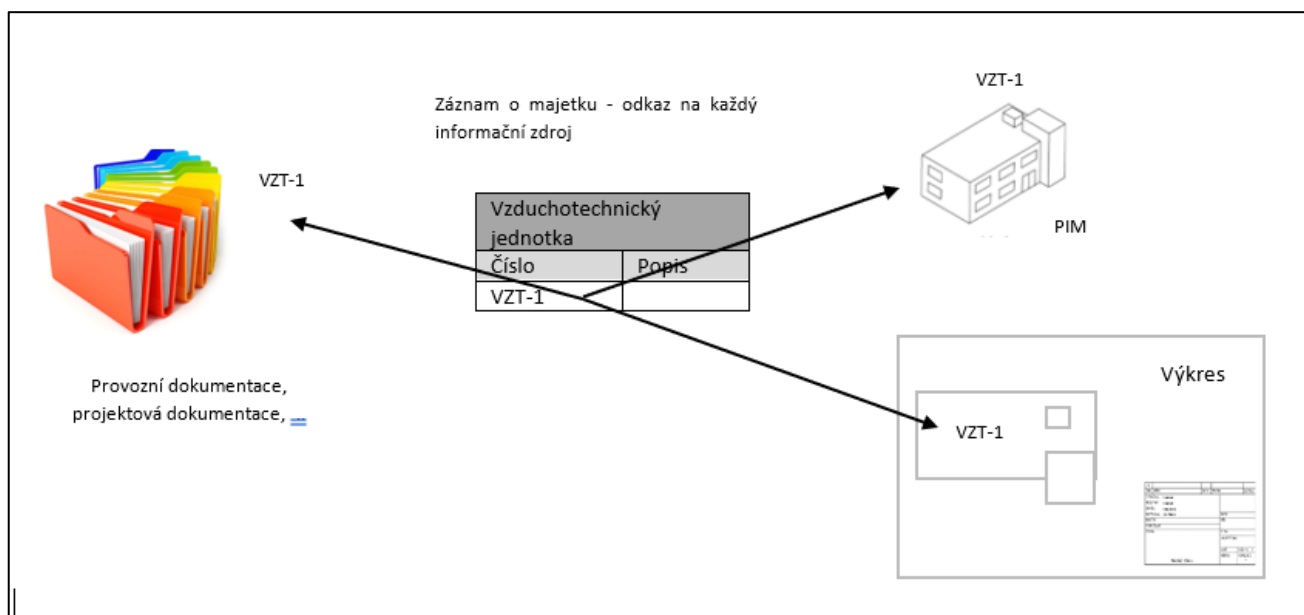 VZT-1
Záznam o majetku - odkaz na každý
informační zdroj
VZT-1
Vzduchotechnický
jednotka
Číslo
Popis
VZT-1
PIM
Provozní dokumentace,
projektová dokumentace,
Výkres
VZT-1